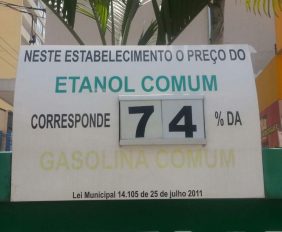 NESTE ESTABELECIMENTO O PREÇO DO
ETANOL COMUM
CORRESPONDE 74 % DA
GASOLINA COMUM
Lei Municipal 14.105 de 25 de julho 2011